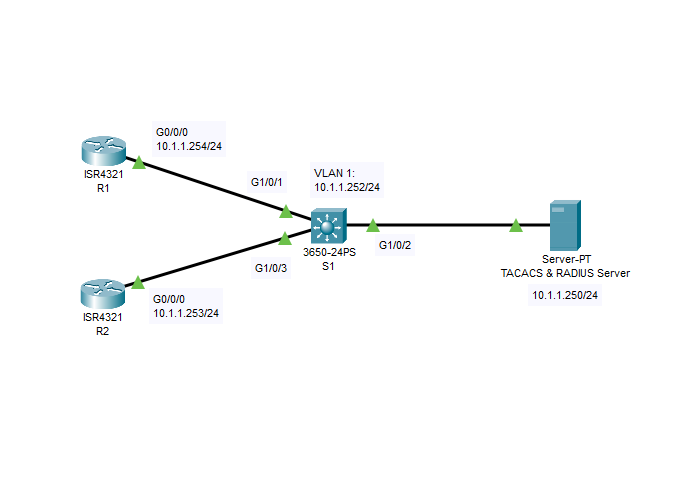 G0/0/0
10.1.1.254/24
ISR4321
R1
G1/0/1
VLAN 1:
10.1.1.252/24
3650-24PS
S1
G1/0/2
G1/0/3
Server-PT
TACACS & RADIUS Server
10.1.1.250/24
G0/0/0
10.1.1.253/24
ISR4321
R2